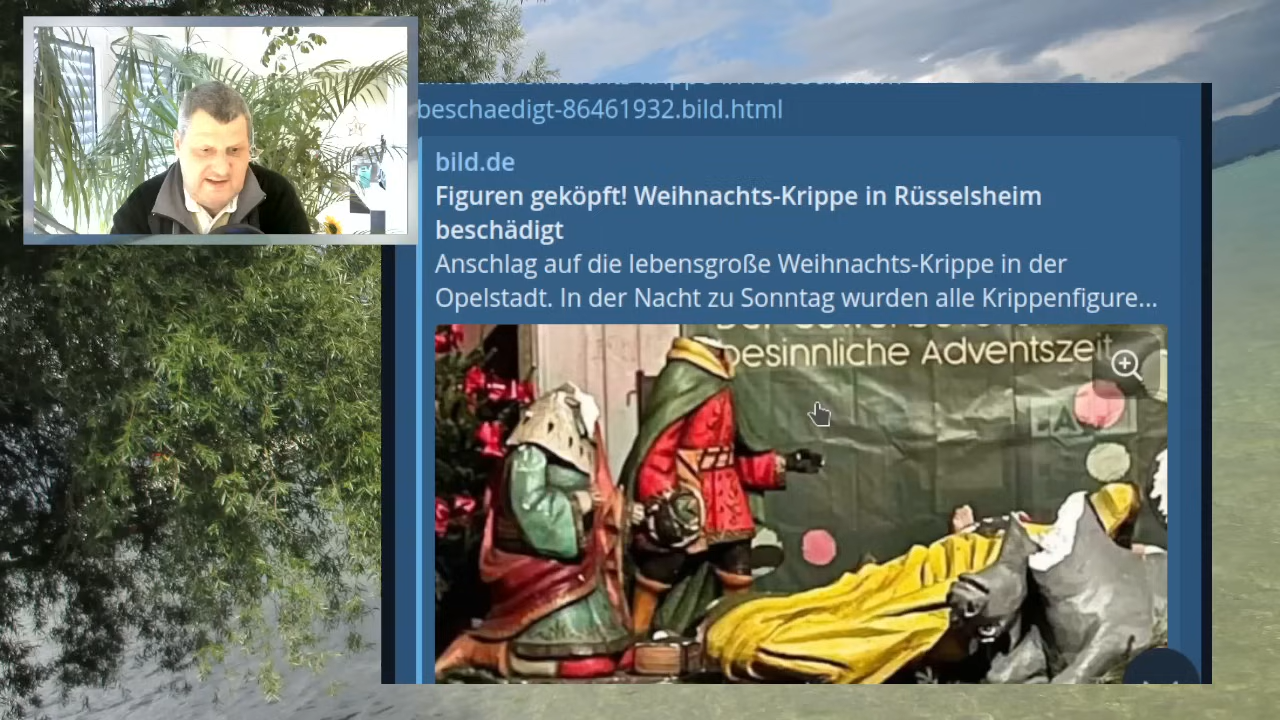 beschaedigt-86461932.bild.html
bild.de
Figuren geköpft! Weihnachts-Krippe in Rüsselsheim
beschädigt
Anschlag auf die lebensgroße Weihnachts-Krippe in der
Opelstadt. In der Nacht zu Sonntag wurden alle Krippenfigure...
besinnliche Adventszeit